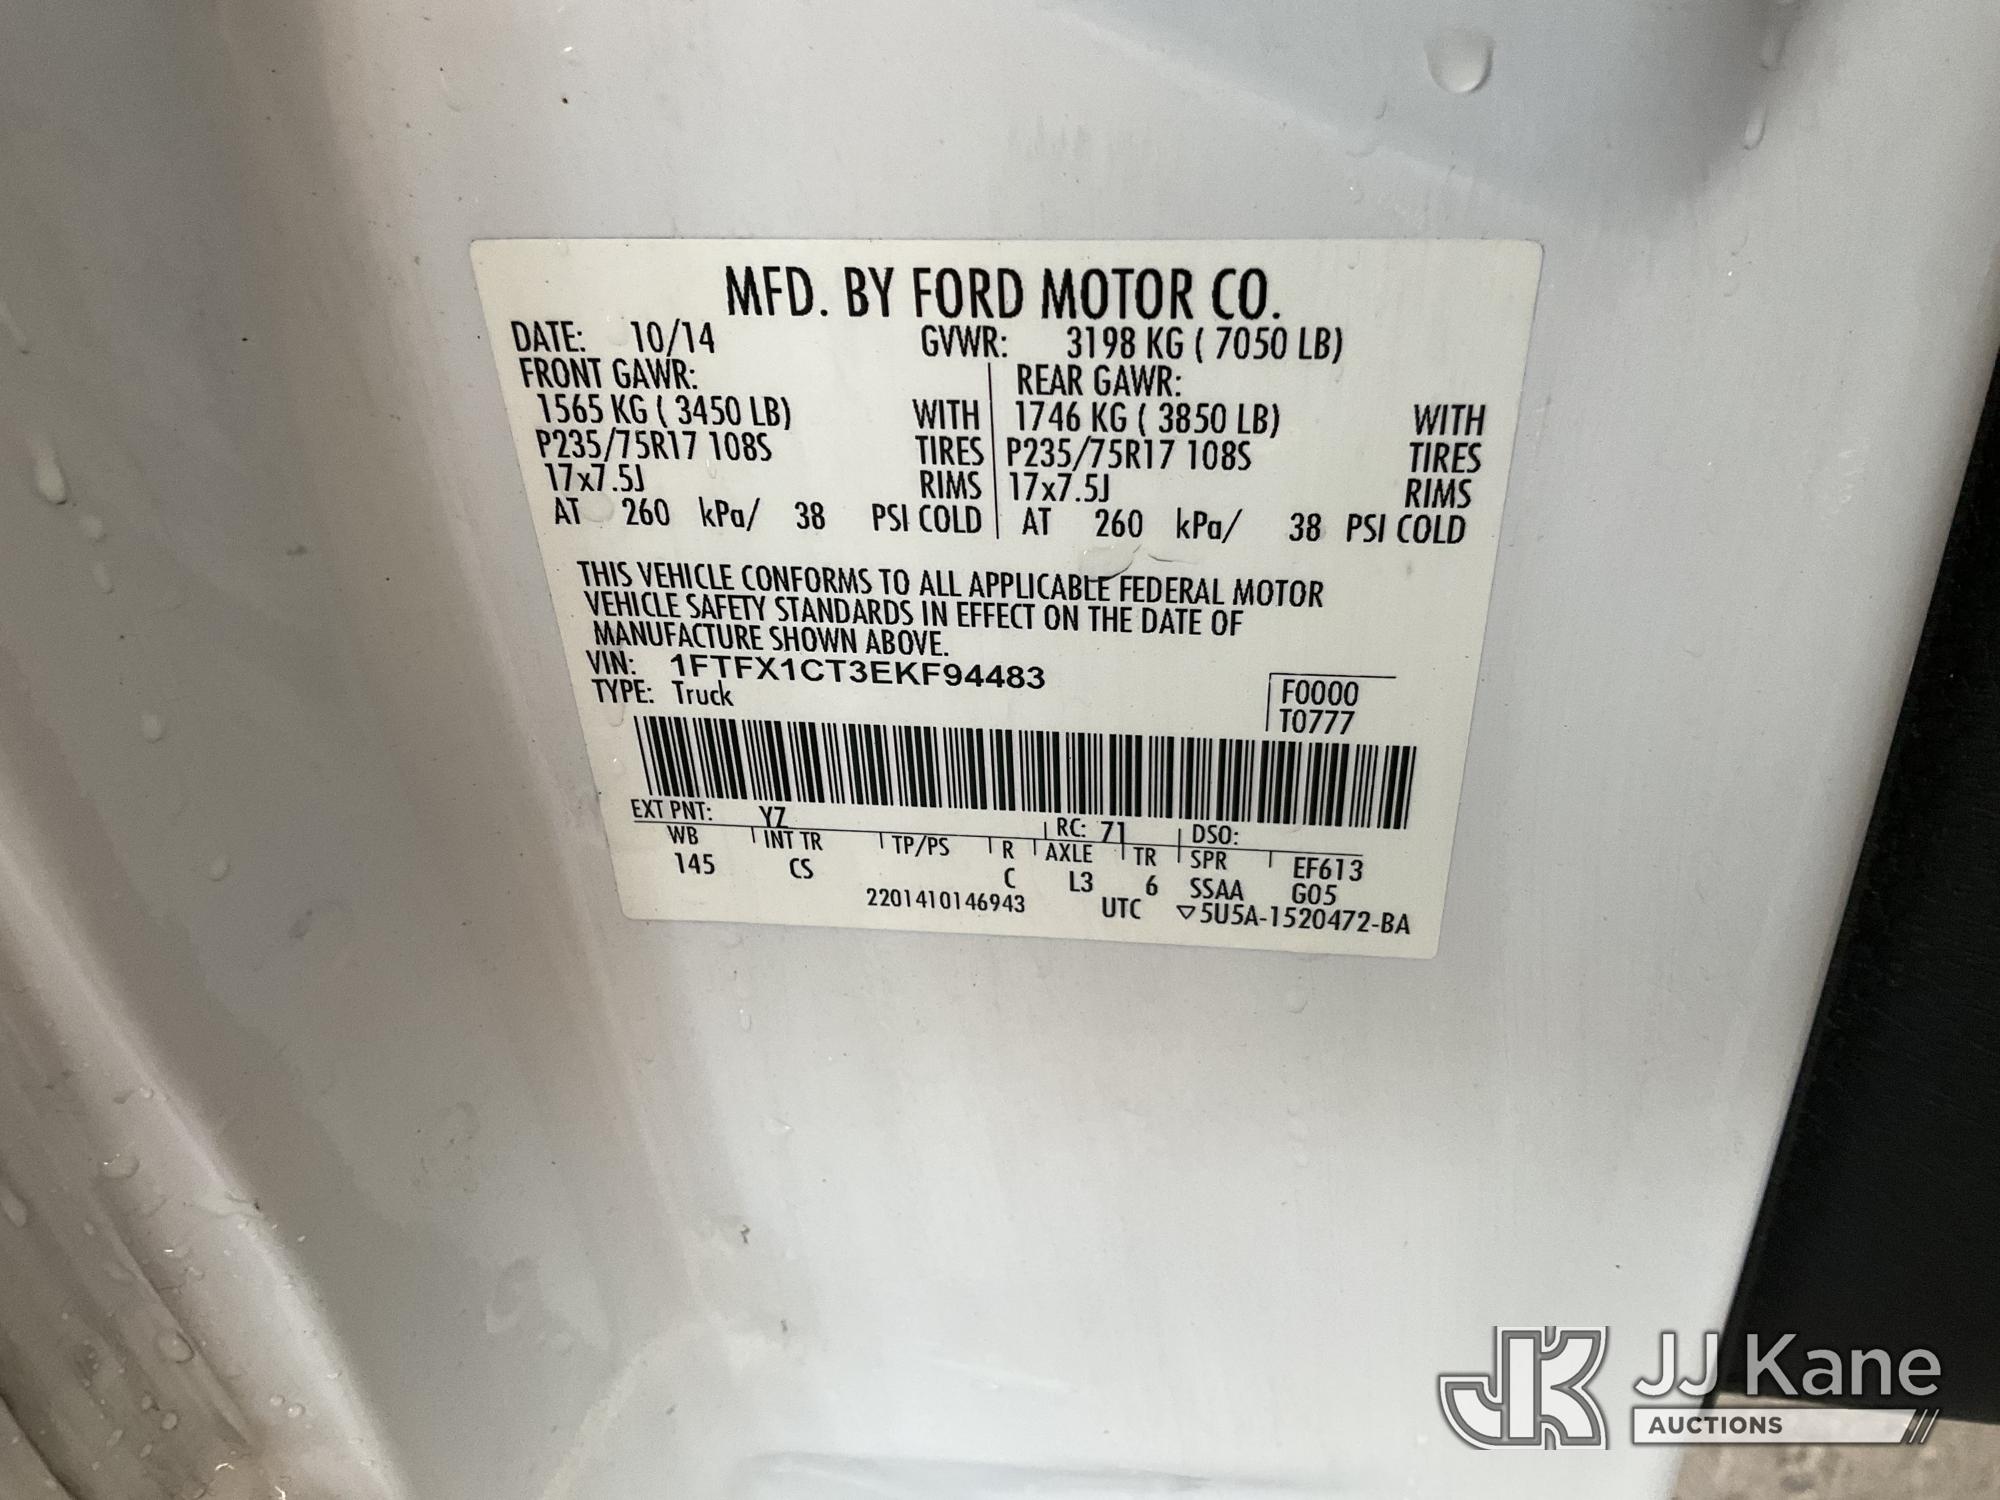 MFD. BY FORD MOTOR CO.
DATE: 10/14 GVWR: 3198 KG ( 7050 LB)
FRONT GAWR: REAR GAWR:
1565 KG ( 3450 LB) WITH 1746 KG ( 3850 LB) WITH
P235/75R17 108S TIRES P235/75R17 108S TIRES
17x7.5J RIMS 17x7.5J RIMS
AT 260 kPa/ 38 PSI COLD AT 260 kPa/ 38 PSI COLD
THIS VEHICLE CONFORMS TO ALL APPLICABLE FEDERAL MOTOR
VEHICLE SAFETY STANDARDS IN EFFECT ON THE DATE OF
MANUFACTURE SHOWN ABOVE.
VIN: 1FTFX1CT3EKF94483
TYPE: Truck
F0000
T0777
EXT PNT: YZ RC: 71 DSO:
WB INT TR TP/PS R AXLE TR SPR EF613
145 CS C L3 6 SSAA G05
2201410146943 UTC ▽5U5A-1520472-BA
JK JJ Kane
AUCTIONS